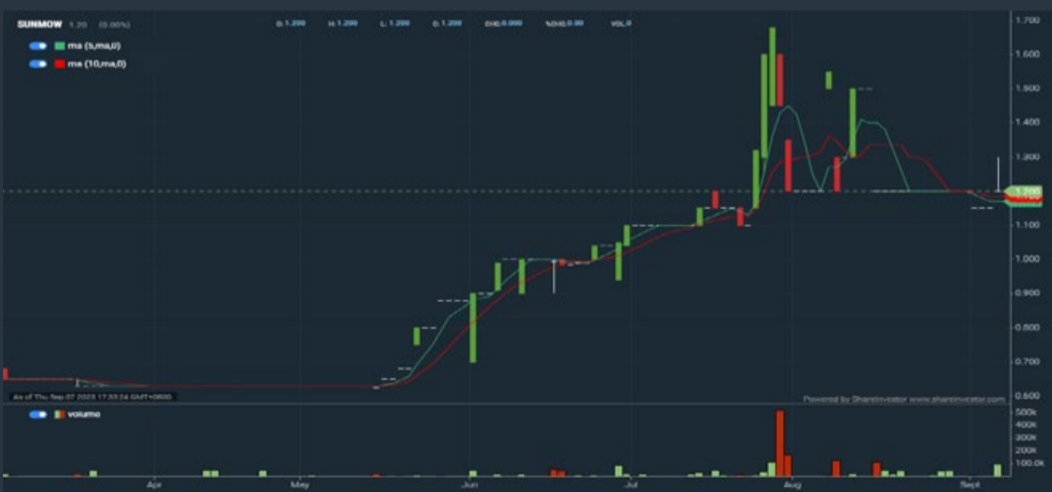 SUNMOW 1.20 (0.00%) O: 1.200 H: 1.200 L: 1.200 C: 1.200 CHG:0.000 %CHG:0.00 VOL:0
ma (5,ma,0)
ma (10,ma,0)
1.700
1.600
1.500
1.300
1.200
1.100
1.000
0.900
0.800
0.700
0.600
As of Thu Sep 07 2023 17:53:24 GMT+0800
Powered by ShareInvestor www.shareinvestor.com
volume
500k
400k
300k
200k
100.0k
Apr May Jun Jul Aug Sept